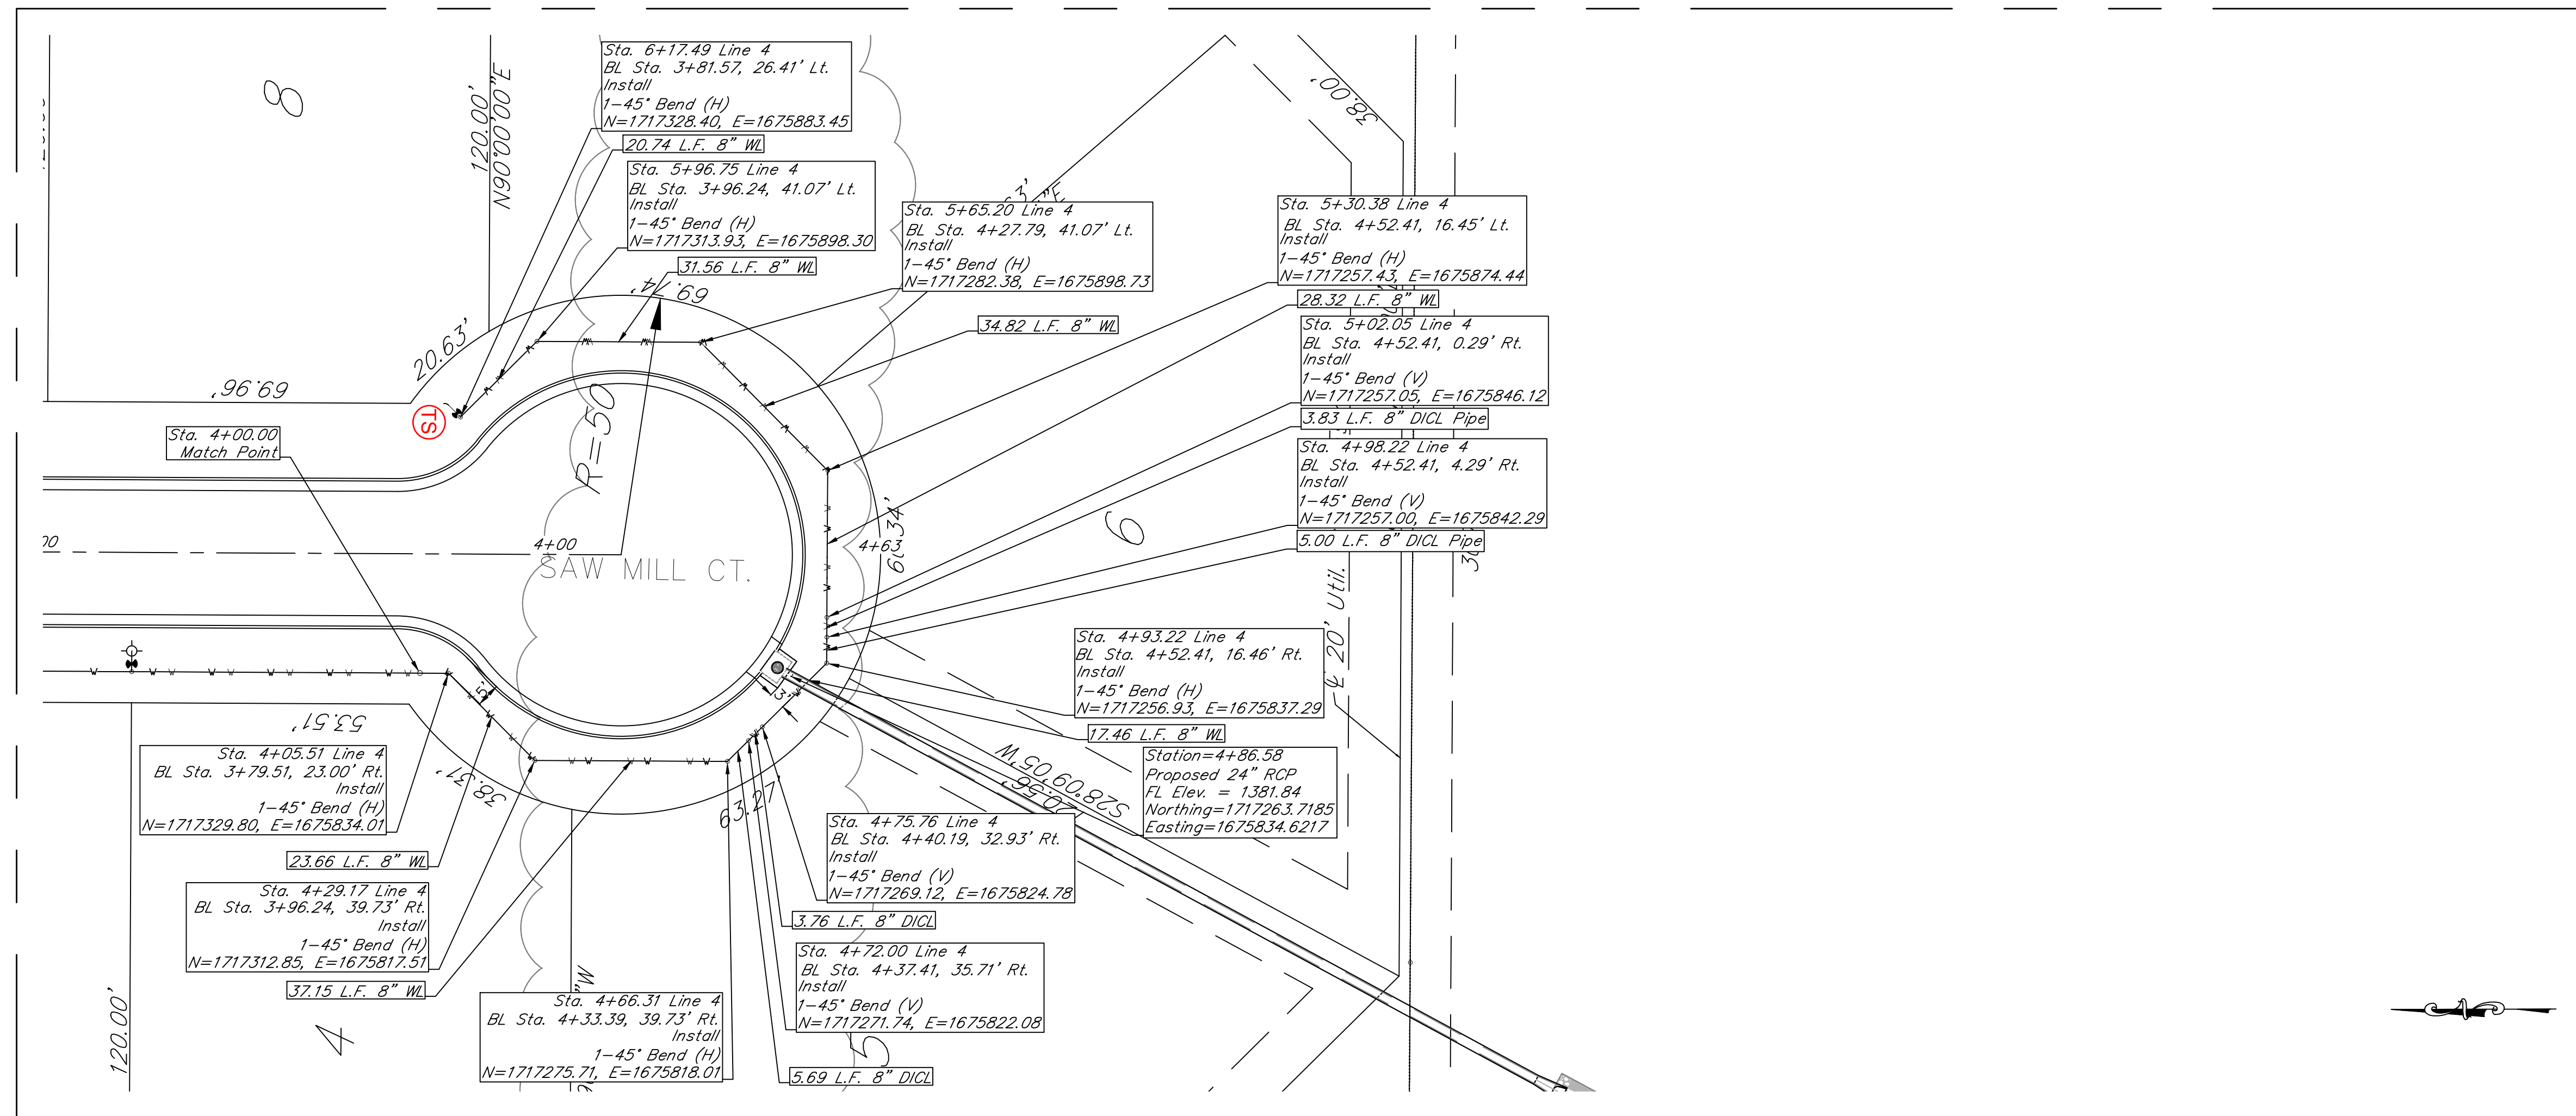 Sta. 6+17.49 Line 4
BL Sta. 3+81.57, 26.41' Lt.
Install
1-45° Bend (H)
N=1717328.40, E=1675883.45
20.74 L.F. 8" WL
Sta. 5+96.75 Line 4
BL Sta. 3+96.24, 41.07' Lt.
Install
1-45° Bend (H)
N=1717313.93, E=1675898.30
31.56 L.F. 8" WL
Sta. 5+65.20 Line 4
BL Sta. 4+27.79, 41.07' Lt.
Install
1-45° Bend (H)
N=1717282.38, E=1675898.73
34.82 L.F. 8" WL
Sta. 5+30.38 Line 4
BL Sta. 4+52.41, 16.45' Lt.
Install
1-45° Bend (H)
N=1717257.43, E=1675874.44
28.32 L.F. 8" WL
Sta. 5+02.05 Line 4
BL Sta. 4+52.41, 0.29' Rt.
Install
1-45° Bend (V)
N=1717257.05, E=1675846.12
3.83 L.F. 8" DICL Pipe
Sta. 4+98.22 Line 4
BL Sta. 4+52.41, 4.29' Rt.
Install
1-45° Bend (V)
N=1717257.00, E=1675842.29
5.00 L.F. 8" DICL Pipe
Sta. 4+93.22 Line 4
BL Sta. 4+52.41, 16.46' Rt.
Install
1-45° Bend (H)
N=1717256.93, E=1675837.29
17.46 L.F. 8" WL
Station=4+86.58
Proposed 24" RCP
FL Elev. = 1381.84
Northing=1717263.7185
Easting=1675834.6217
Sta. 4+75.76 Line 4
BL Sta. 4+40.19, 32.93' Rt.
Install
1-45° Bend (V)
N=1717269.12, E=1675824.78
3.76 L.F. 8" DICL
Sta. 4+72.00 Line 4
BL Sta. 4+37.41, 35.71' Rt.
Install
1-45° Bend (V)
N=1717271.74, E=1675822.08
5.69 L.F. 8" DICL
Sta. 4+66.31 Line 4
BL Sta. 4+33.39, 39.73' Rt.
Install
1-45° Bend (H)
N=1717275.71, E=1675818.01
37.15 L.F. 8" WL
Sta. 4+29.17 Line 4
BL Sta. 3+96.24, 39.73' Rt.
Install
1-45° Bend (H)
N=1717312.85, E=1675817.51
23.66 L.F. 8" WL
Sta. 4+05.51 Line 4
BL Sta. 3+79.51, 23.00' Rt.
Install
1-45° Bend (H)
N=1717329.80, E=1675834.01
Sta. 4+00.00
Match Point
TS
8
120.00'
N90°00'00"E
20.63'
69.96'
69.74'
R=50
4+00
SAW MILL CT.
4+63
6
38.00'
20' Util.
5'
3'
53.51'
38.31'
63.27'
S28°09'05"W
120.00'
4
5